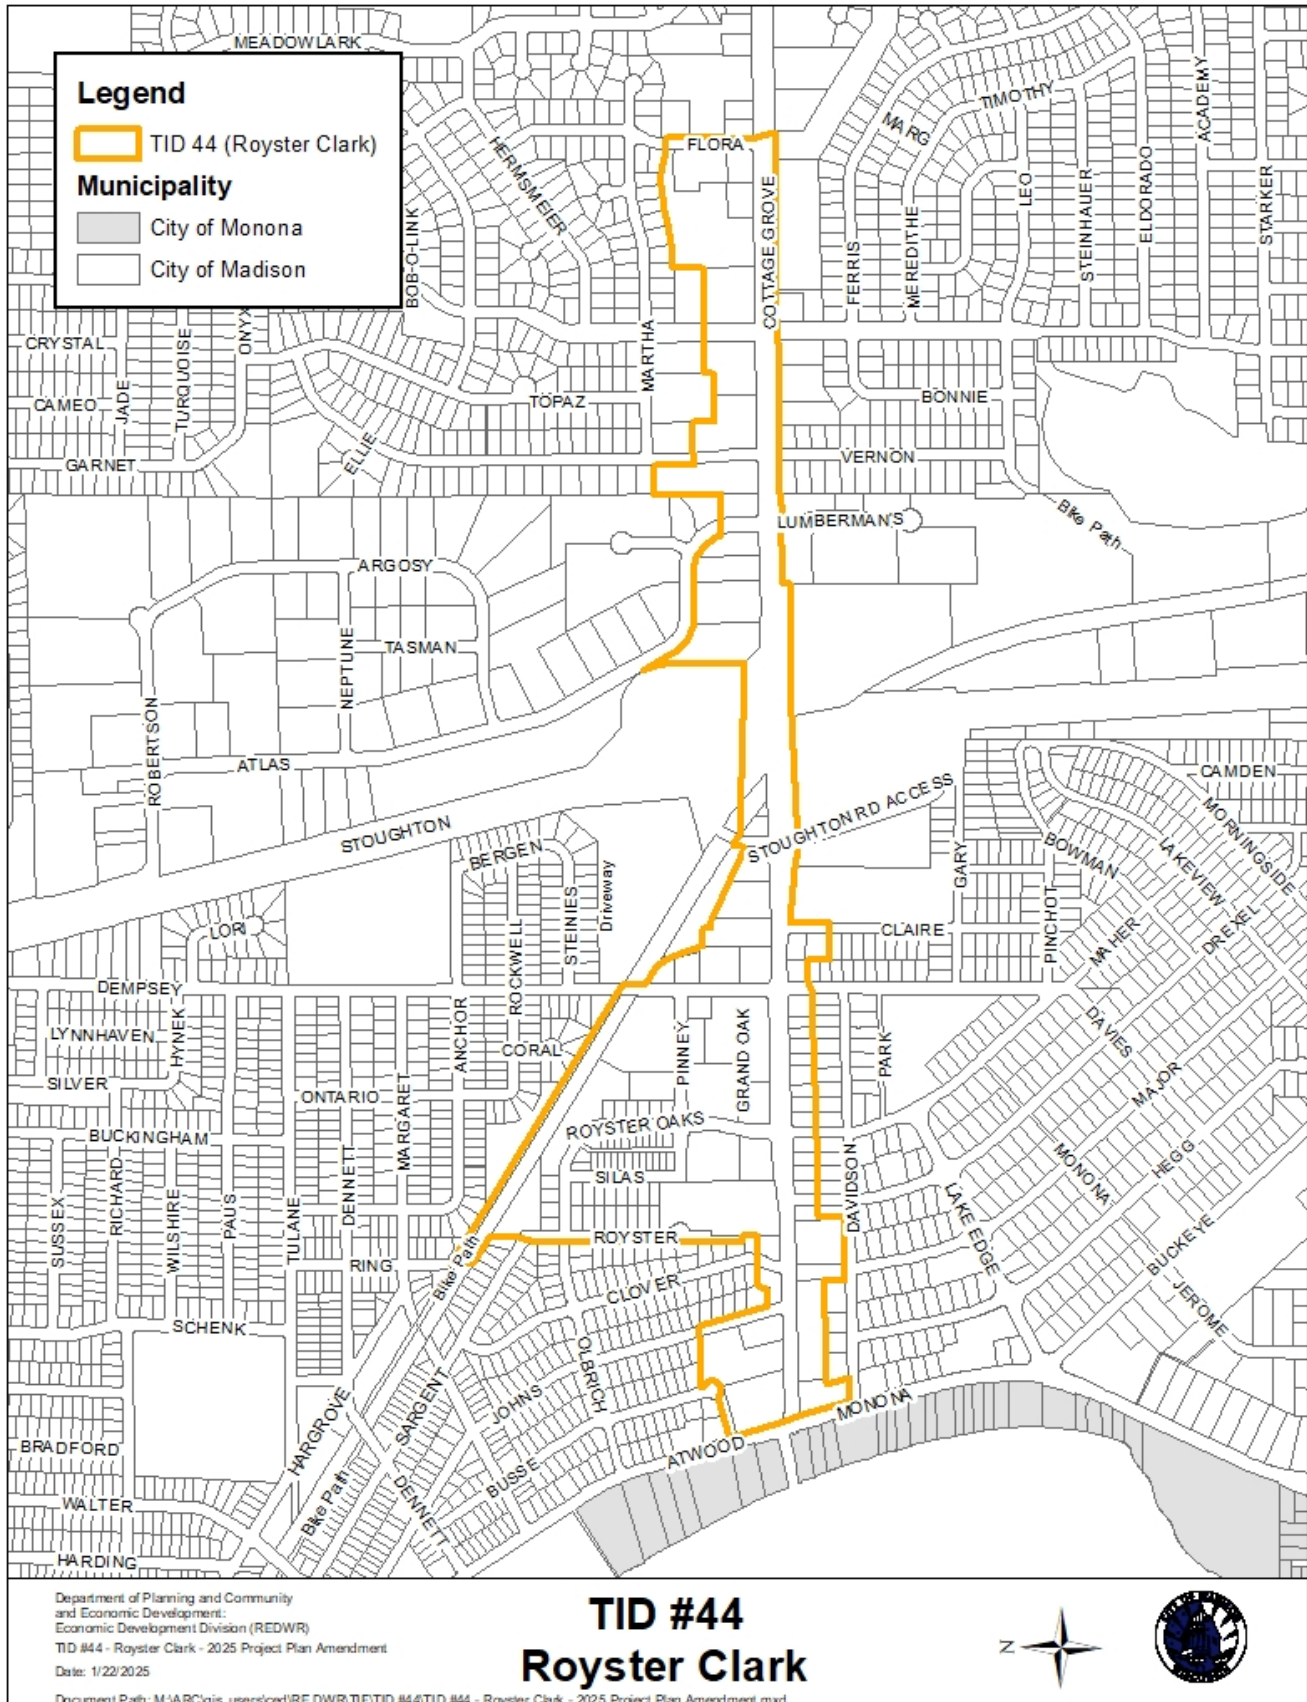 MEADOWLARK
Legend
TID 44 (Royster Clark)
Municipality
City of Monona
City of Madison
FLORA
HERMSMEIER
BOB-O-LINK
COTTAGE GROVE
MARG
TIMOTHY
ACADEMY
LEO
STEINHAUER
ELDORADO
STARKER
FERRIS
MEREDITHE
CRYSTAL
ONYX
TURQUOISE
MARTHA
CAMEO
JADE
TOPAZ
BONNIE
GARNET
ELLIE
VERNON
LUMBERMAN'S
Bike Path
ARGOSY
NEPTUNE
TASMAN
ROBERTSON
ATLAS
CAMDEN
STOUGHTON
STOUGHTON RD ACCESS
MORNINGSIDE
BERGEN
GARY
BOWMAN
LAKEVIEW
STEINIES
Driveway
PINCHOT
LORI
ROCKWELL
CLAIRE
MAHER
DREXEL
DEMPSEY
LYNNHAVEN
HYNEK
ANCHOR
CORAL
PINNEY
GRAND OAK
PARK
DAVIES
SILVER
ONTARIO
MARGARET
MAJOR
BUCKINGHAM
ROYSTER OAKS
SILAS
SUSSEX
RICHARD
WILSHIRE
PAUS
TULANE
DENNETT
DAVIDSON
MONONA
HEGG
LAKE EDGE
ROYSTER
RING
Bike Path
BUCKEYE
CLOVER
JEROME
SCHENK
OLBRICH
HARGROVE
SARGENT
JOHNS
MONONA
BRADFORD
ATWOOD
BUSSE
WALTER
Bike Path
DENNETT
HARDING
Department of Planning and Community
and Economic Development:
Economic Development Division (REDWR)
TID #44 - Royster Clark - 2025 Project Plan Amendment
Date: 1/22/2025
TID #44
Royster Clark
N